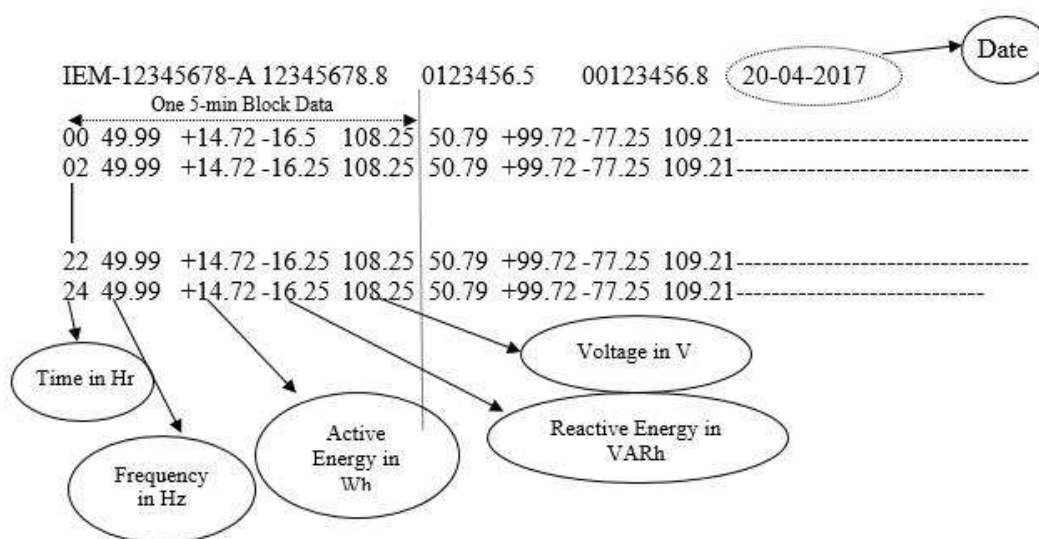 Date
IEM-12345678-A 12345678.8 0123456.5 00123456.8 20-04-2017
One 5-min Block Data
00 49.99 +14.72 -16.5 108.25 50.79 +99.72 -77.25 109.21-----------------------------
02 49.99 +14.72 -16.25 108.25 50.79 +99.72 -77.25 109.21-----------------------------
22 49.99 +14.72 -16.25 108.25 50.79 +99.72 -77.25 109.21-----------------------------
24 49.99 +14.72 -16.25 108.25 50.79 +99.72 -77.25 109.21-------------------------
Voltage in V
Time in Hr
Active
Energy in
Wh
Reactive Energy in
VARh
Frequency
in Hz